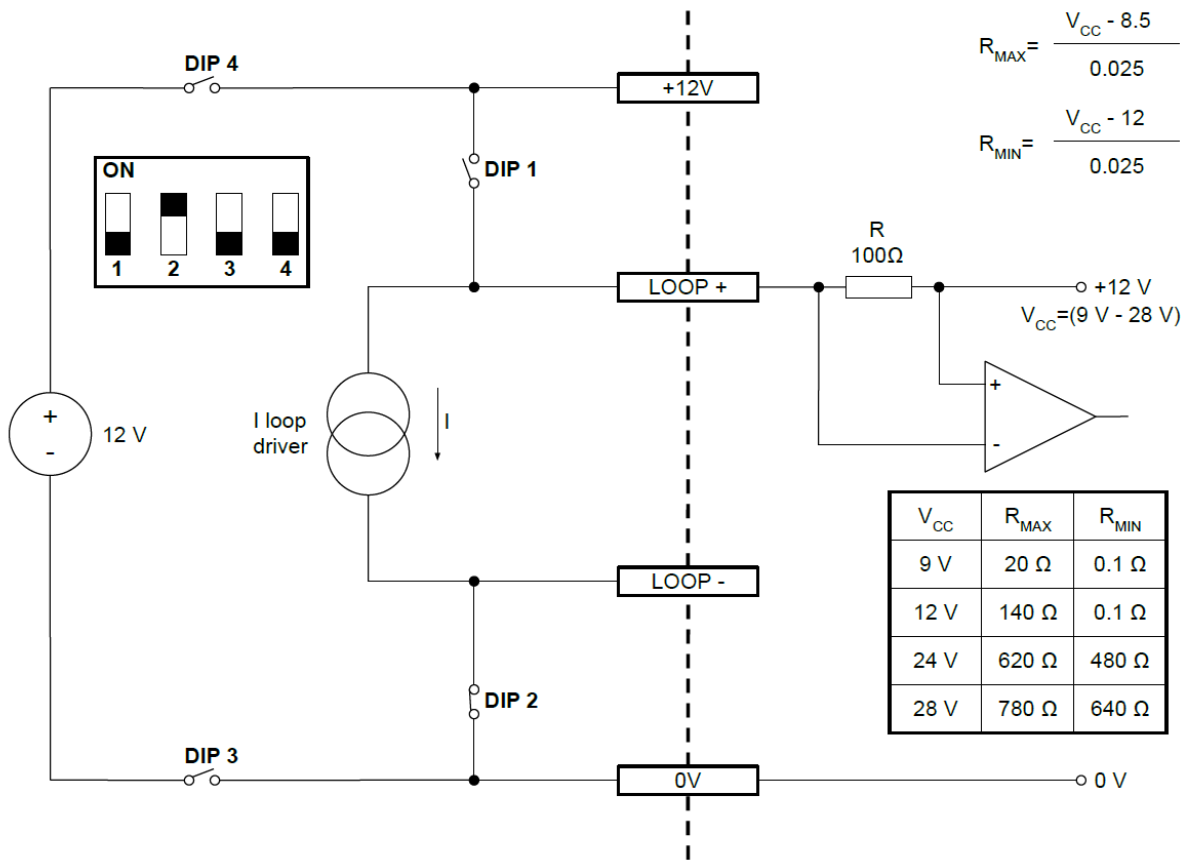 DIP 4
+12V
R_MAX= (V_CC - 8.5) / 0.025
R_MIN= (V_CC - 12) / 0.025
ON
1 2 3 4
DIP 1
LOOP +
R
100Ω
+12 V
V_CC=(9 V - 28 V)
+
-
12 V
I loop
driver
I
+
-
LOOP -
DIP 2
DIP 3
0V
0 V
V_CC R_MAX R_MIN
9 V 20 Ω 0.1 Ω
12 V 140 Ω 0.1 Ω
24 V 620 Ω 480 Ω
28 V 780 Ω 640 Ω